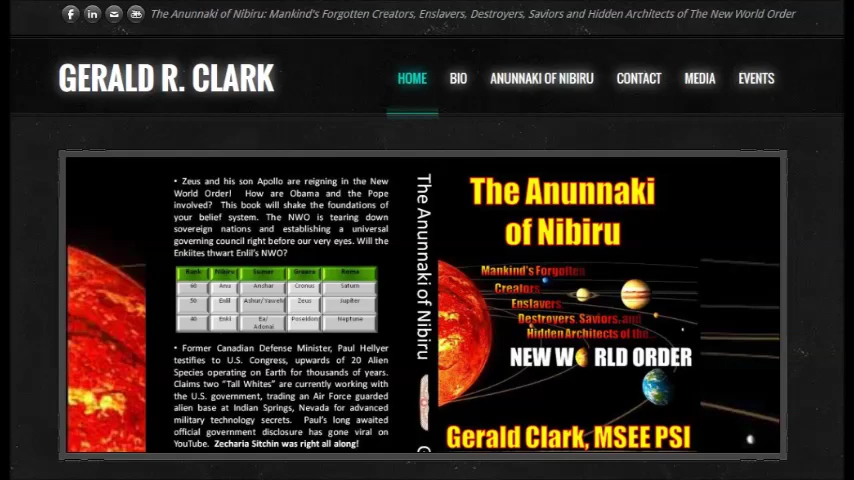 The Anunnaki of Nibiru: Mankind's Forgotten Creators, Enslavers, Destroyers, Saviors and Hidden Architects of The New World Order
GERALD R. CLARK
HOME BIO ANUNNAKI OF NIBIRU CONTACT MEDIA EVENTS
• Zeus and his son Apollo are reigning in the New
World Order! How are Obama and the Pope
involved? This book will shake the foundations of
your belief system. The NWO is tearing down
sovereign nations and establishing a universal
governing council right before our very eyes. Will the
Enkiites thwart Enlil's NWO?
Rank Nibiru Sumer Greece Rome
60 Anu Anchar Cronus Saturn
50 Enlil Ashur/Yaweh Zeus Jupiter
40 Enki Ea/
Adonai Poseidon Neptune
• Former Canadian Defense Minister, Paul Hellyer
testifies to U.S. Congress, upwards of 20 Alien
Species operating on Earth for thousands of years.
Claims two "Tall Whites" are currently working with
the U.S. government, trading an Air Force guarded
alien base at Indian Springs, Nevada for advanced
military technology secrets. Paul's long awaited
official government disclosure has gone viral on
YouTube. Zecharia Sitchin was right all along!
The Anunnaki of Nibiru
G
The Anunnaki
of Nibiru
Mankind's Forgotten
Creators,
Enslavers,
Destroyers, Saviors, and
Hidden Architects of the...
NEW WORLD ORDER
Gerald Clark, MSEE PSI